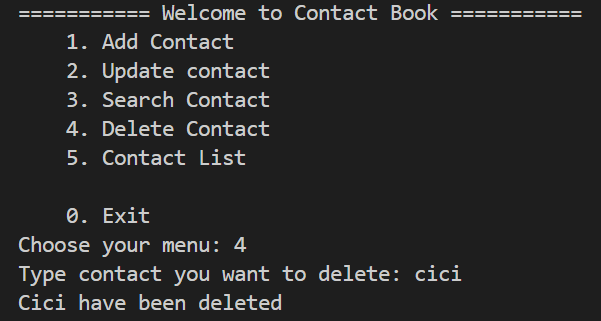 =========== Welcome to Contact Book ===========
1. Add Contact
2. Update contact
3. Search Contact
4. Delete Contact
5. Contact List
0. Exit
Choose your menu: 4
Type contact you want to delete: cici
Cici have been deleted